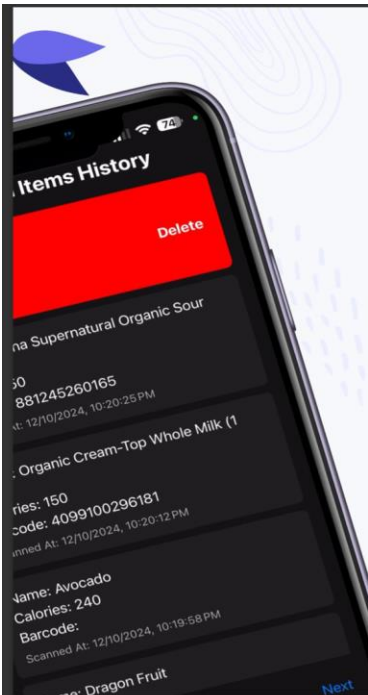 74
Items History
Delete
na Supernatural Organic Sour
50
881245260165
At: 12/10/2024, 10:20:25 PM
: Organic Cream-Top Whole Milk (1
ries: 150
code: 4099100296181
anned At: 12/10/2024, 10:20:12 PM
Name: Avocado
Calories: 240
Barcode:
Scanned At: 12/10/2024, 10:19:58 PM
me: Dragon Fruit
Next